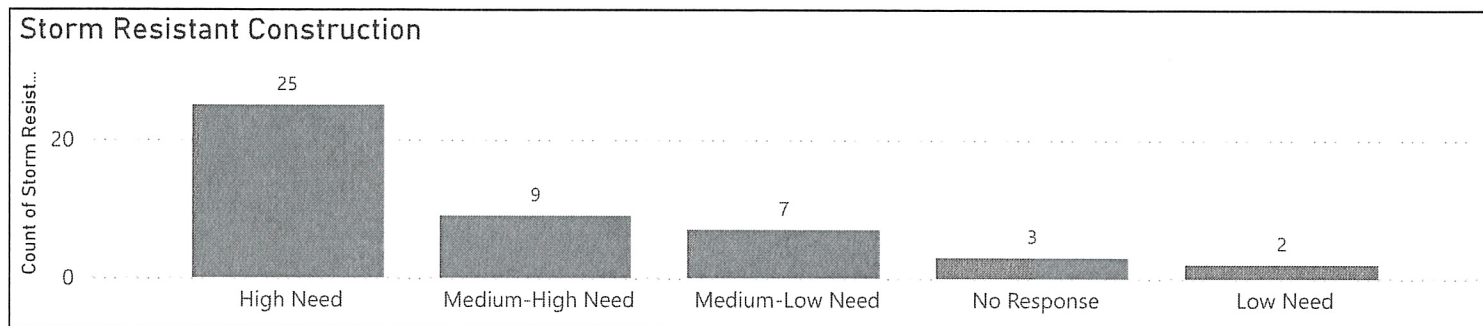 Storm Resistant Construction
Count of Storm Resist...
25
20
9
7
3
2
0
High Need
Medium-High Need
Medium-Low Need
No Response
Low Need